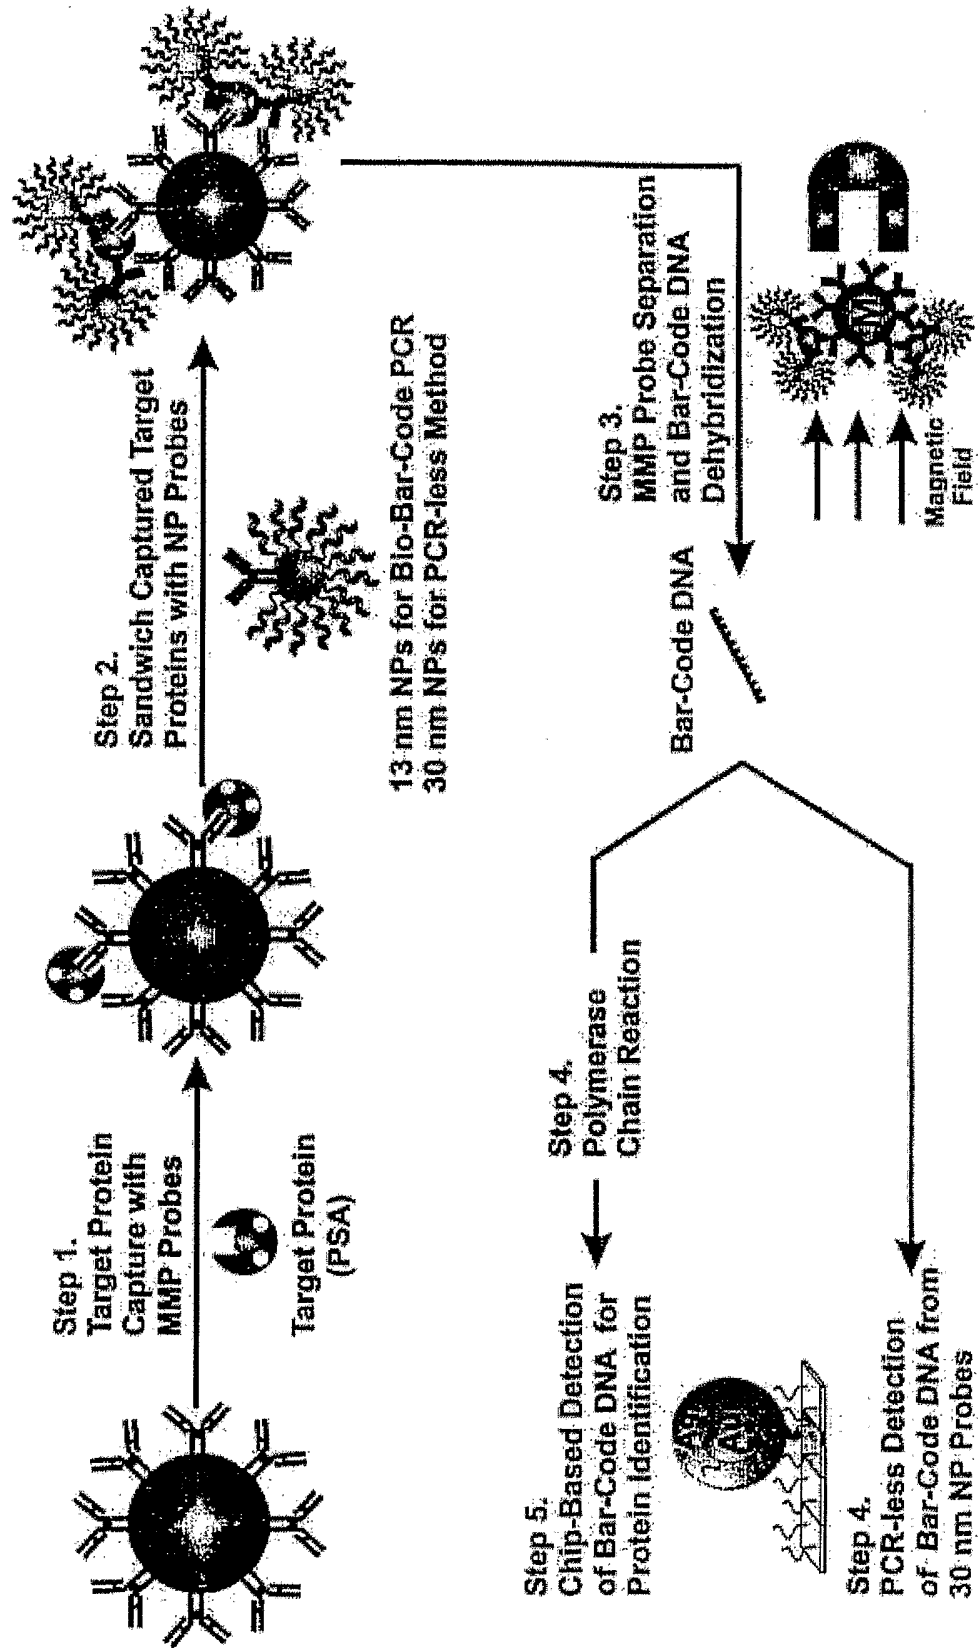 Step 1.
Target Protein
Capture with
MMP Probes
Target Protein
(PSA)
Step 2.
Sandwich Captured Target
Proteins with NP Probes
13 nm NPs for Bio-Bar-Code PCR
30 nm NPs for PCR-less Method
Step 3.
MMP Probe Separation
and Bar-Code DNA
Dehybridization
M
Magnetic
Field
Bar-Code DNA
Step 4.
Polymerase
Chain Reaction
Step 5.
Chip-Based Detection
of Bar-Code DNA for
Protein Identification
Ag
Au
Step 4.
PCR-less Detection
of Bar-Code DNA from
30 nm NP Probes